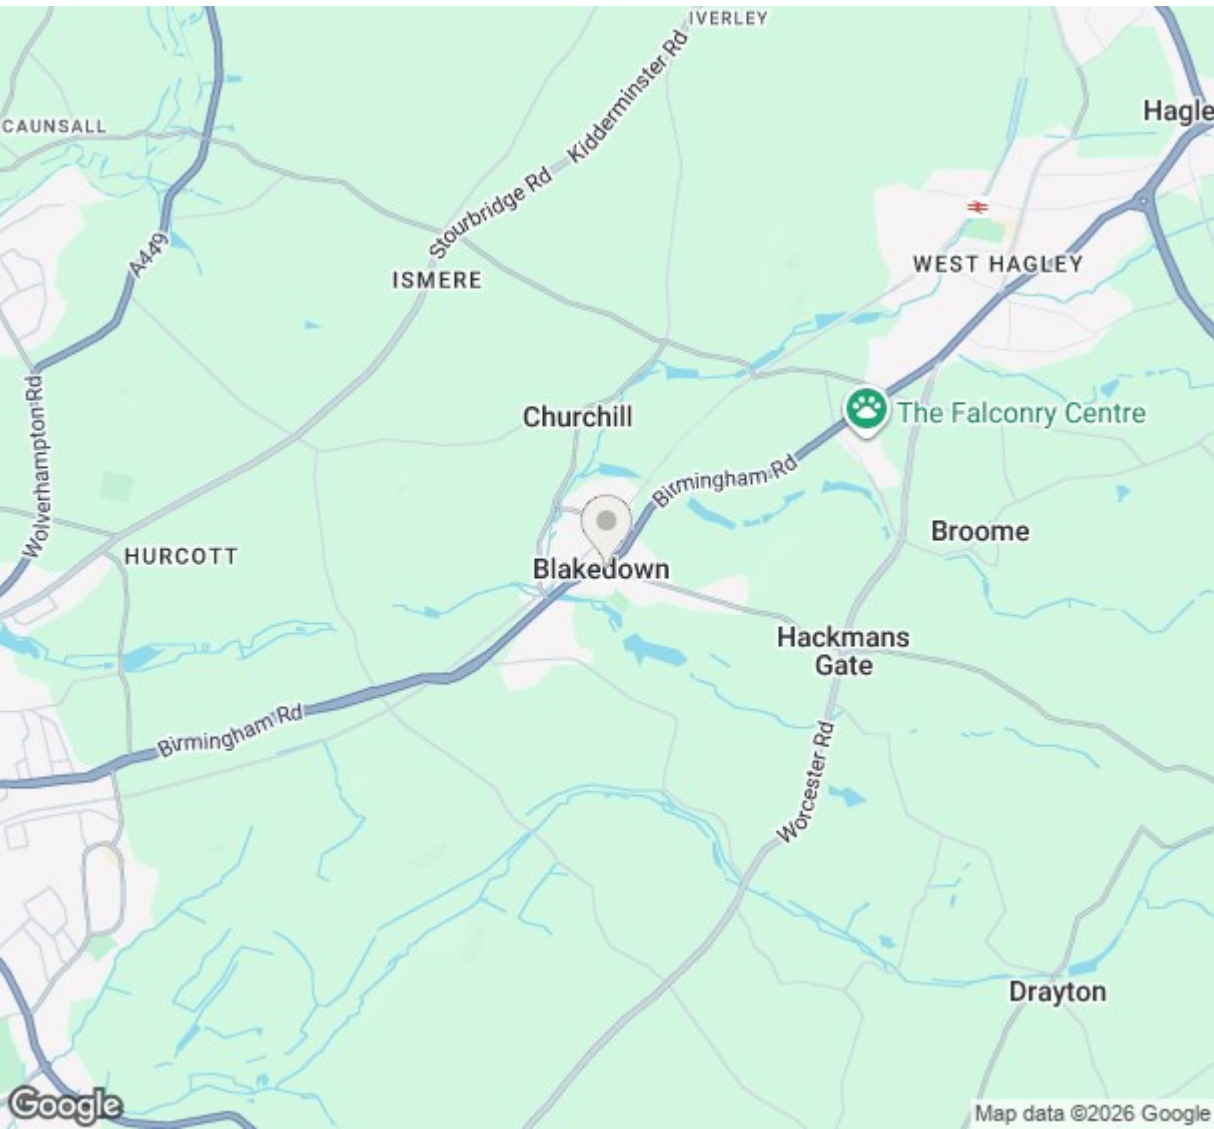 IVERLEY
Kidderminster Rd
Hagle
CAUNSALL
Stourbridge Rd
A449
ISMERE
WEST HAGLEY
Wolverhampton Rd
Churchill
The Falconry Centre
Birmingham Rd
HURCOTT
Blakedown
Broome
Hackmans
Gate
Birmingham Rd
Worcester Rd
Drayton
Google
Map data ©2026 Google